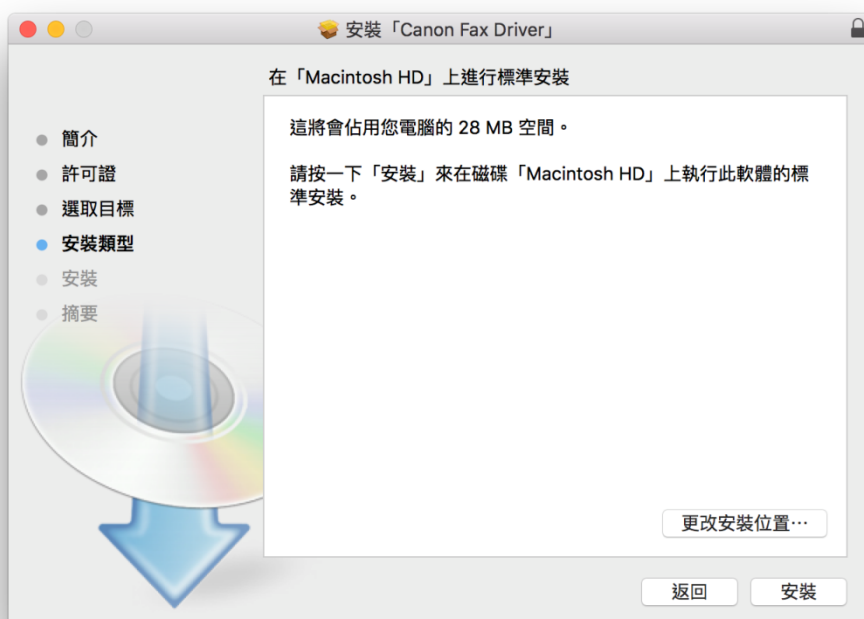 安裝「Canon Fax Driver」
在「Macintosh HD」上進行標準安裝
簡介
許可證
選取目標
安裝類型
安裝
摘要
這將會佔用您電腦的 28 MB 空間。
請按一下「安裝」來在磁碟「Macintosh HD」上執行此軟體的標
準安裝。
更改安裝位置⋯
返回
安裝